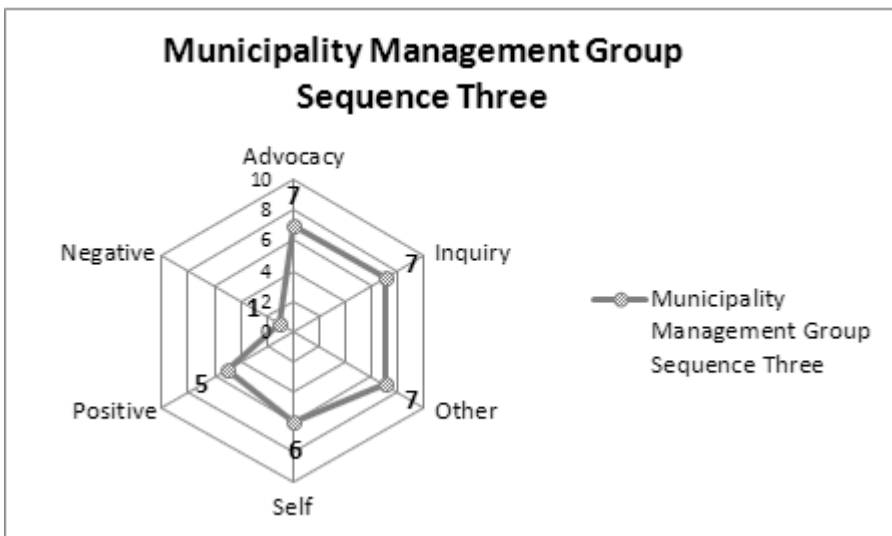 Municipality Management Group
Sequence Three
Advocacy
10
7
8
6
4
2
0
Negative
Inquiry
7
1
5
Positive
7
Other
6
Self
Municipality
Management Group
Sequence Three